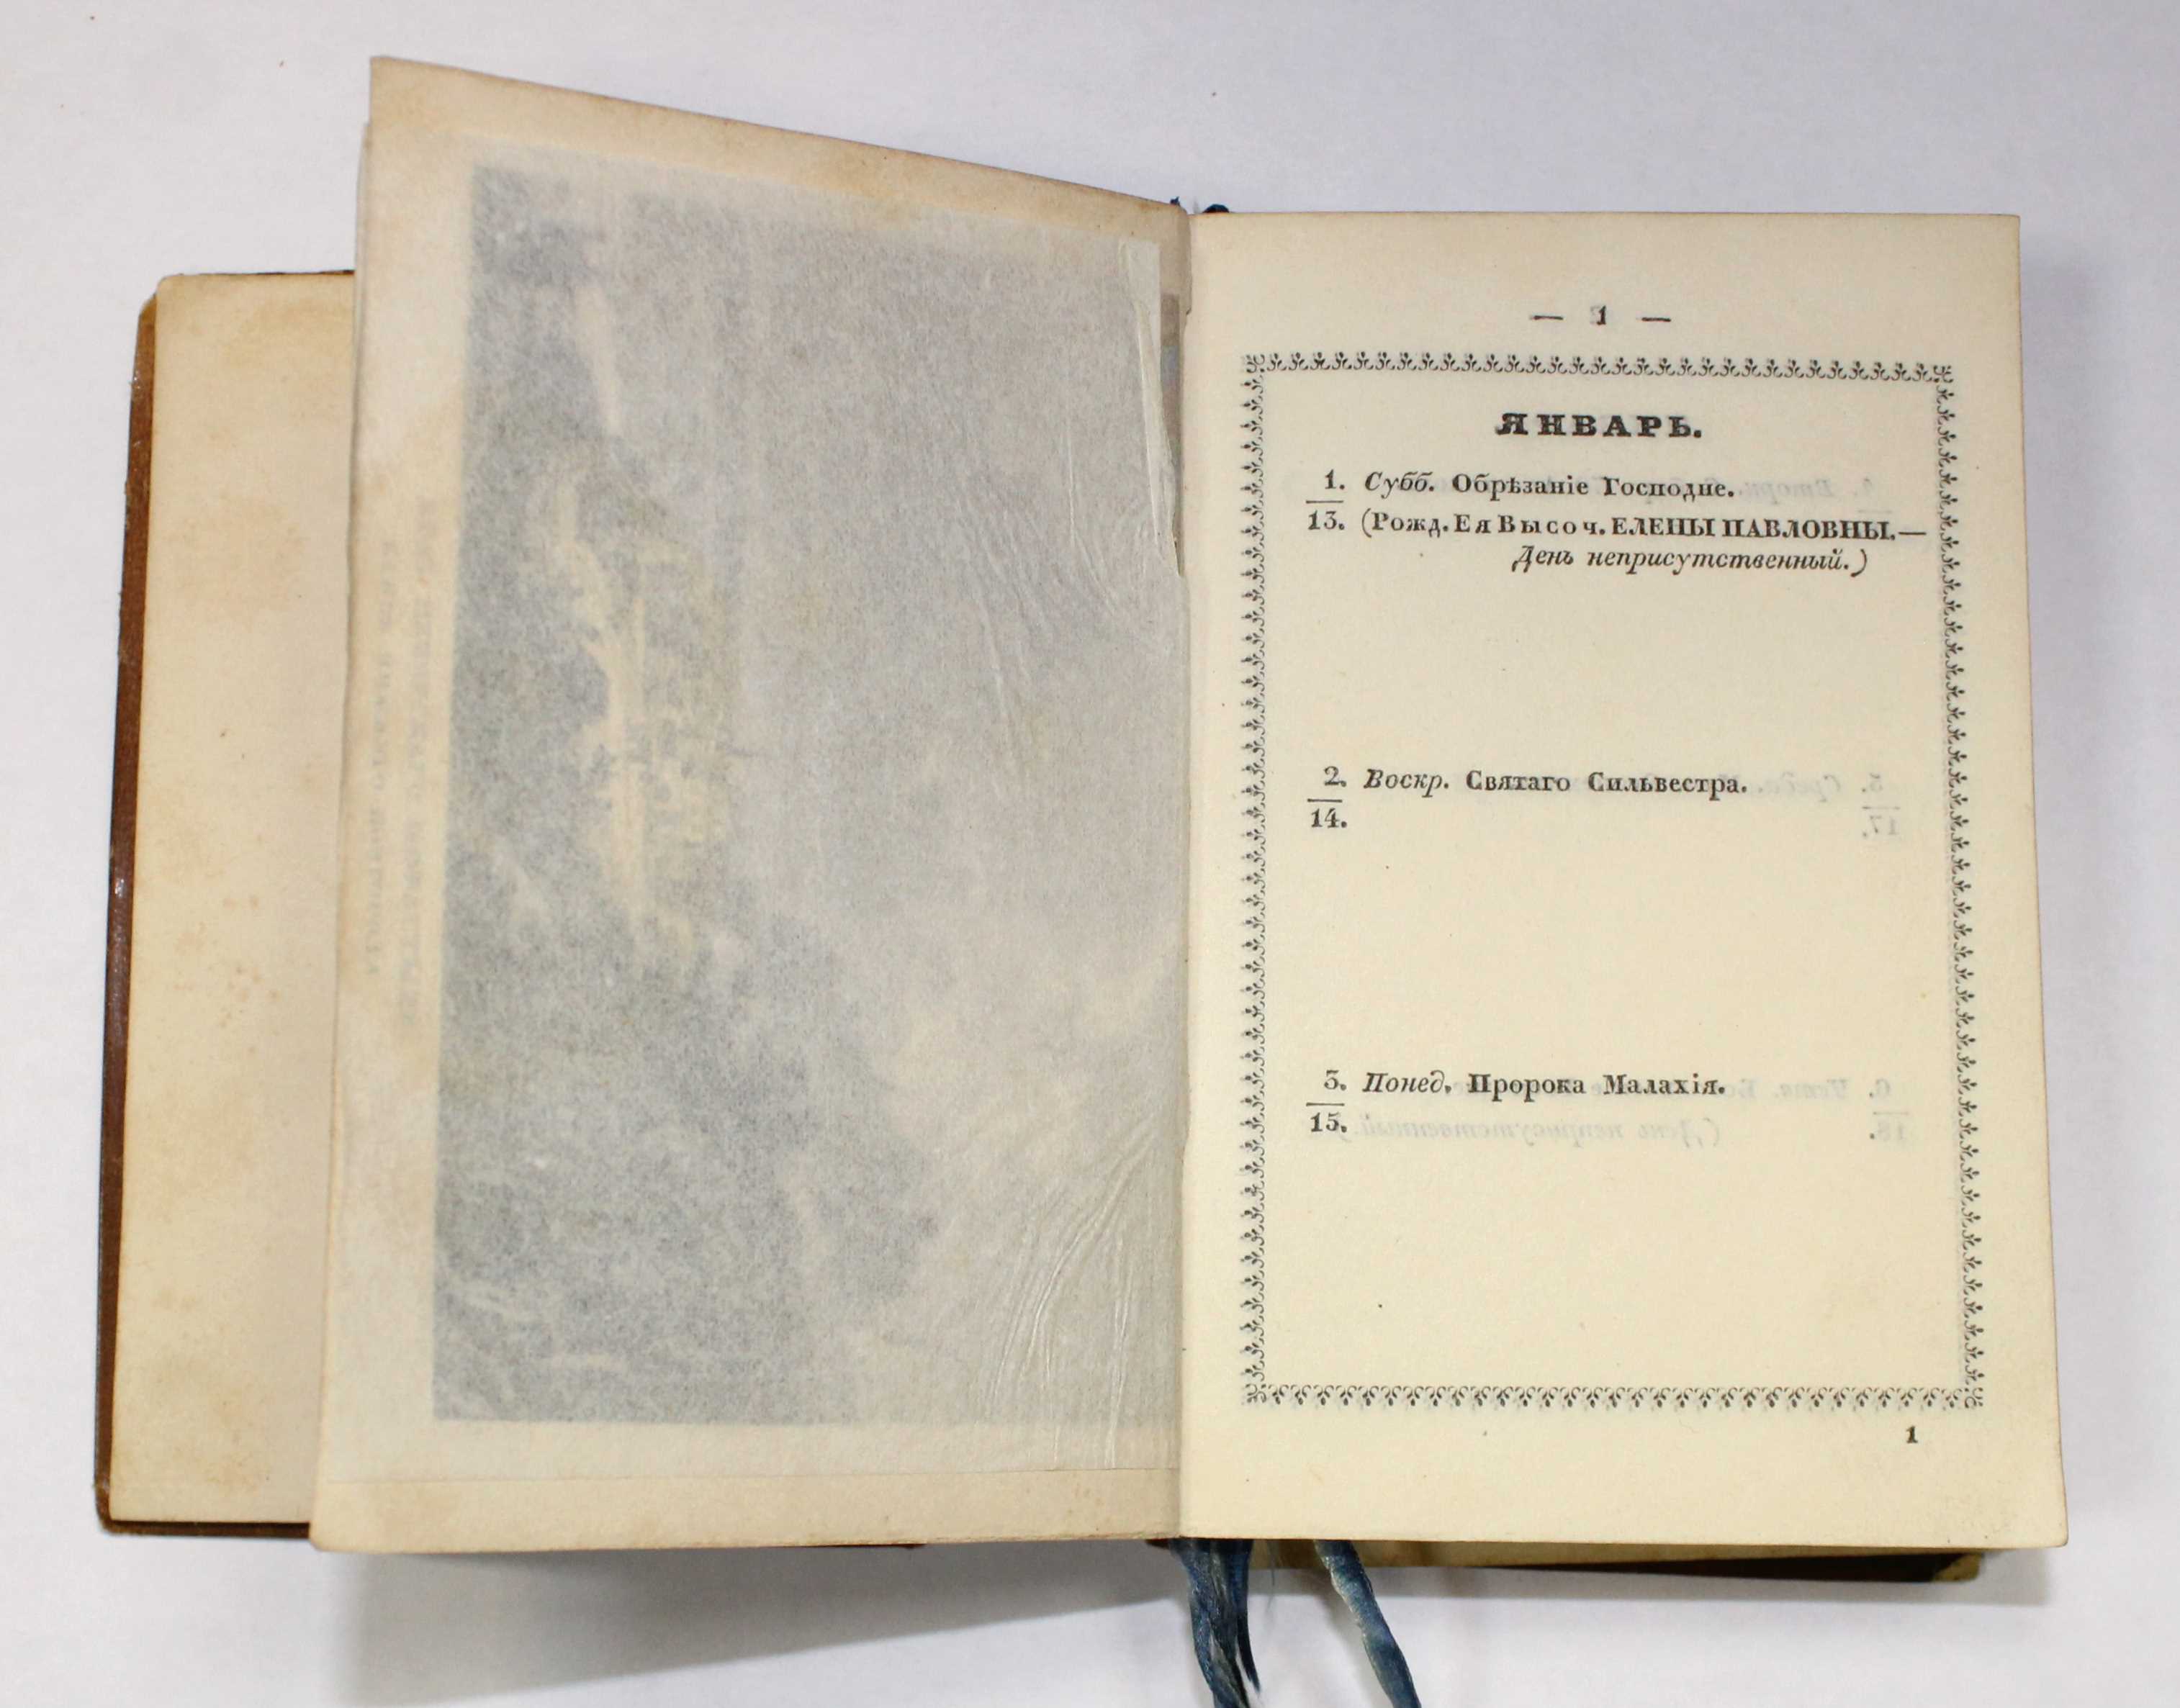 — 1 —
ЯНВАРЬ.
1. Субб. Обрѣзаніе Господне.
13. (Рожд. Ея Высоч. ЕЛЕНЫ ПАВЛОВНЫ.—
День неприсутственный.)
2. Воскр. Святаго Сильвестра.
14.
3. Понед. Пророка Малахія.
15.
1